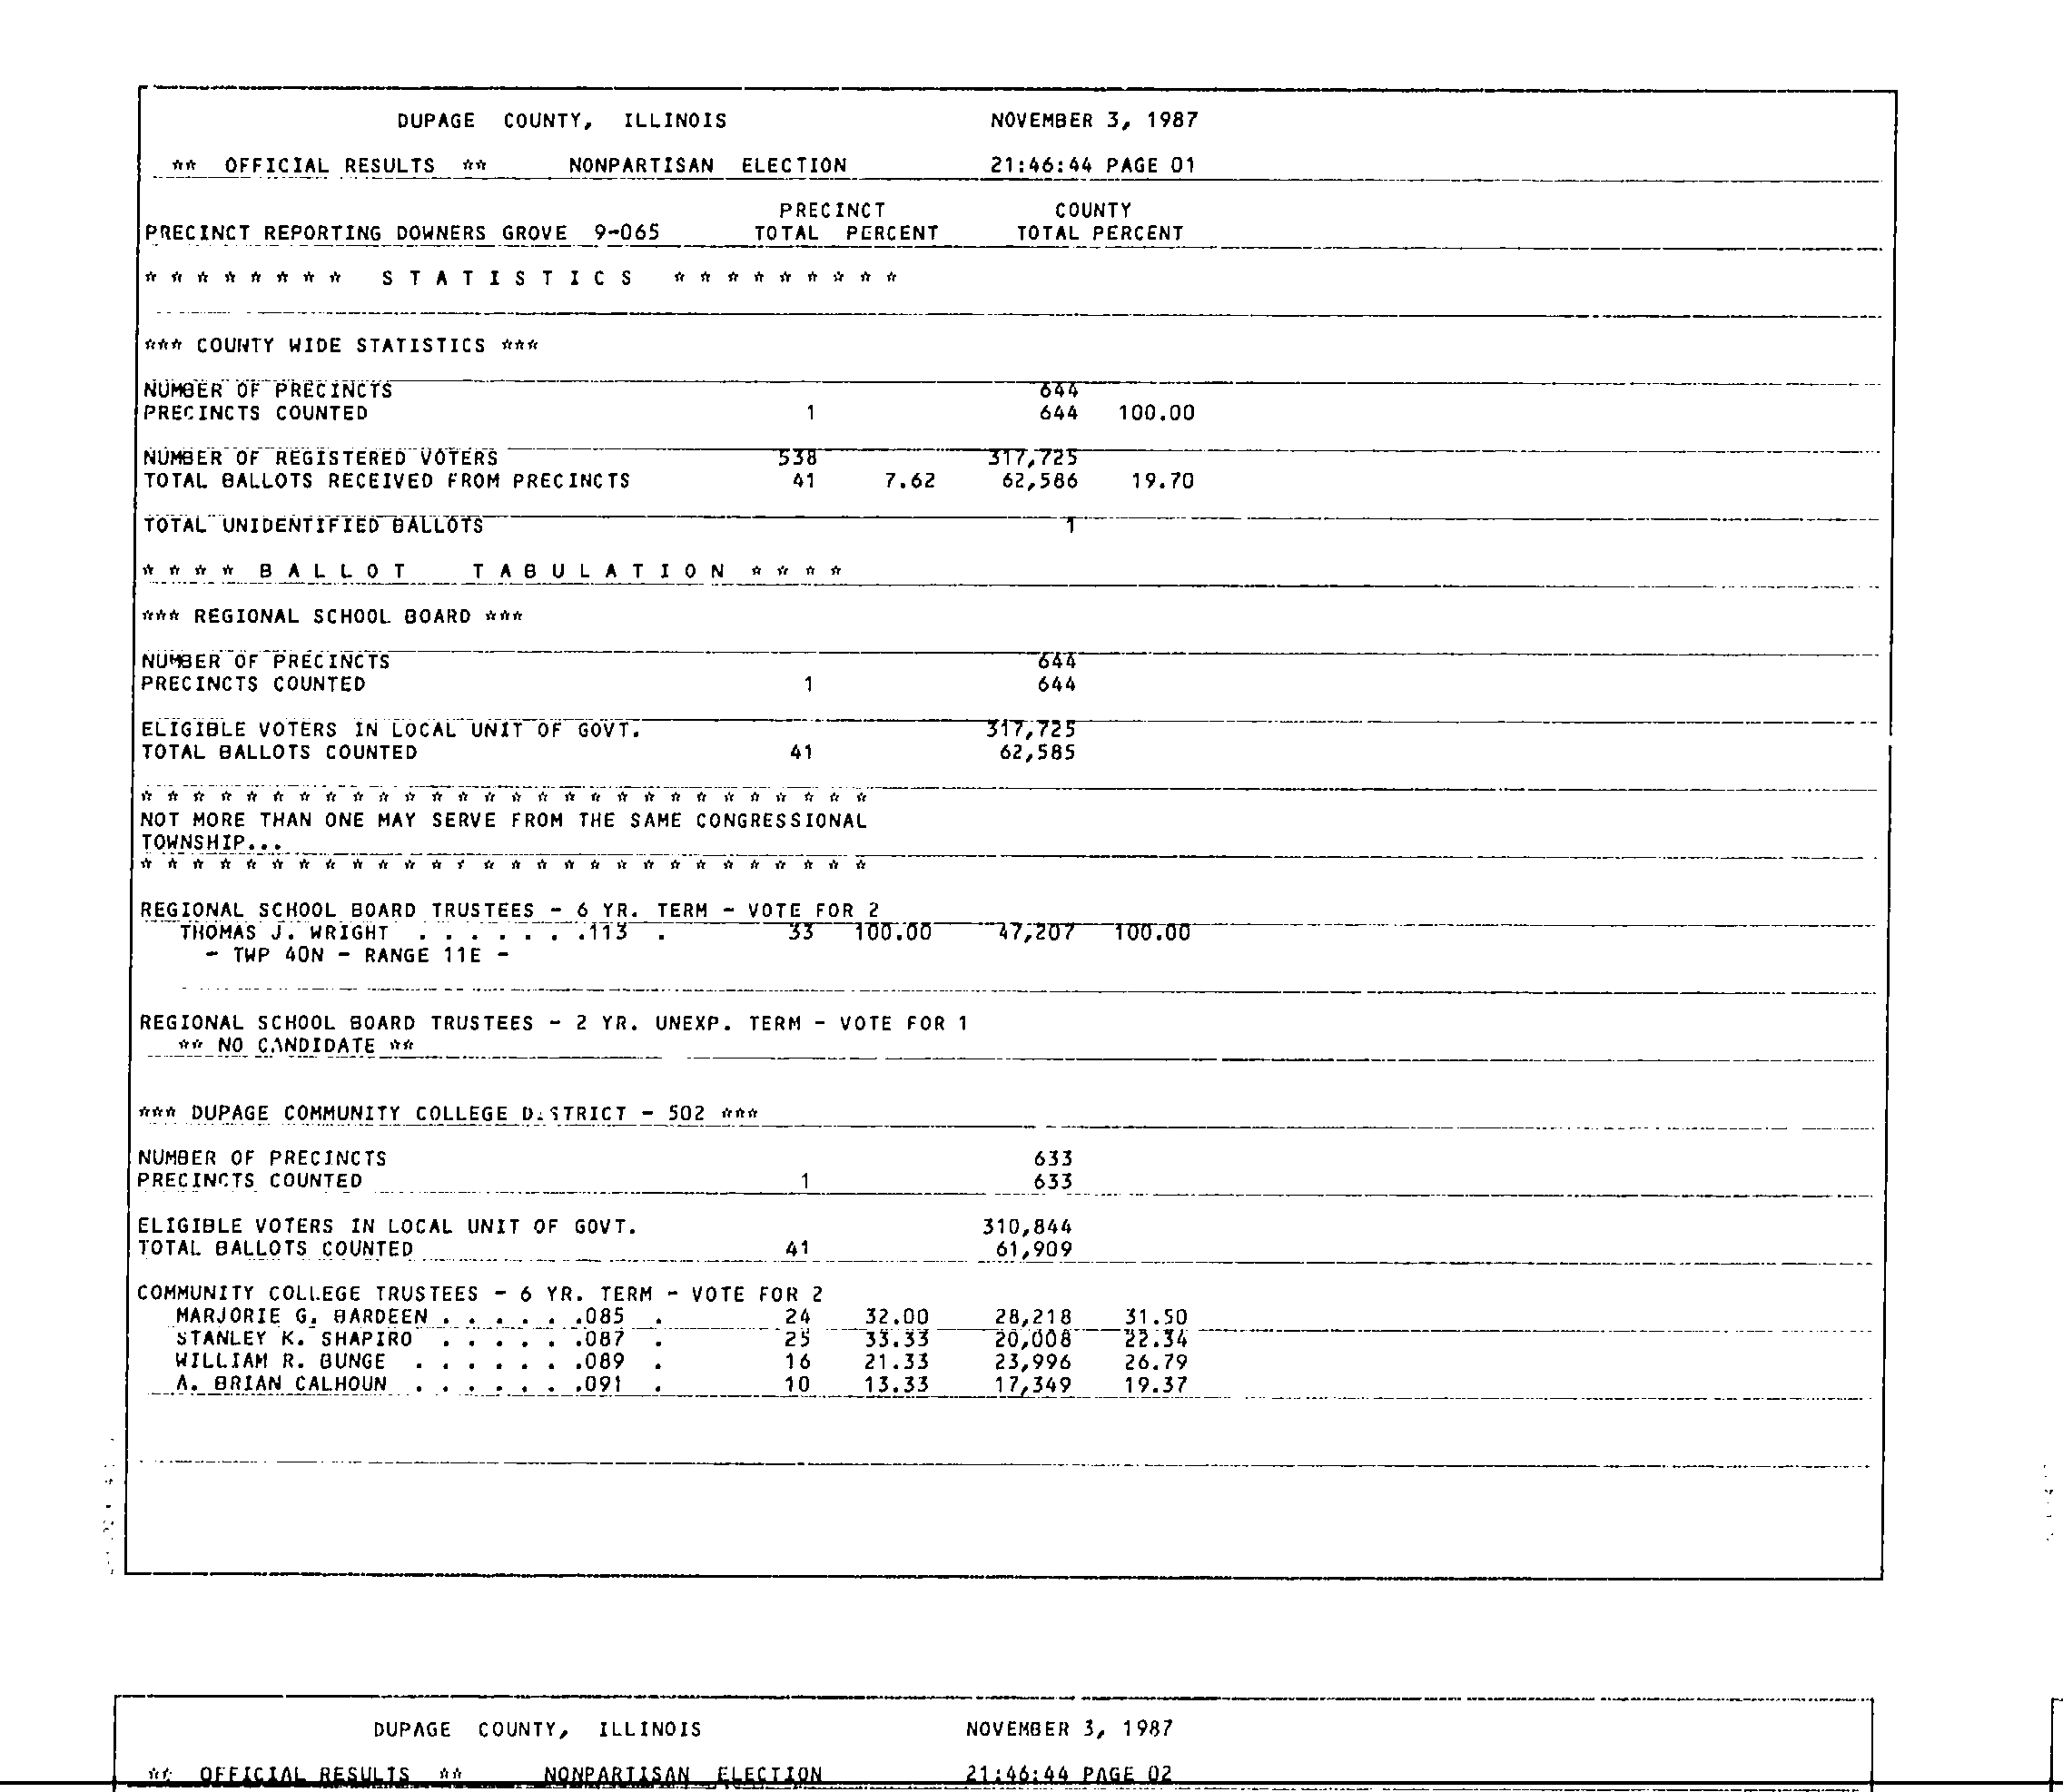 DUPAGE COUNTY, ILLINOIS NOVEMBER 3, 1987
** OFFICIAL RESULTS ** NONPARTISAN ELECTION 21:46:44 PAGE 01
PRECINCT COUNTY
PRECINCT REPORTING DOWNERS GROVE 9-065 TOTAL PERCENT TOTAL PERCENT
* * * * * * * * S T A T I S T I C S * * * * * * * * *
*** COUNTY WIDE STATISTICS ***
NUMBER OF PRECINCTS 644
PRECINCTS COUNTED 1 644 100.00
NUMBER OF REGISTERED VOTERS 538 317,725
TOTAL BALLOTS RECEIVED FROM PRECINCTS 41 7.62 62,586 19.70
TOTAL UNIDENTIFIED BALLOTS 1
* * * * B A L L O T T A B U L A T I O N * * * *
*** REGIONAL SCHOOL BOARD ***
NUMBER OF PRECINCTS 644
PRECINCTS COUNTED 1 644
ELIGIBLE VOTERS IN LOCAL UNIT OF GOVT. 317,725
TOTAL BALLOTS COUNTED 41 62,585
* * * * * * * * * * * * * * * * * * * * * * * * * * * *
NOT MORE THAN ONE MAY SERVE FROM THE SAME CONGRESSIONAL
TOWNSHIP...
* * * * * * * * * * * * * * * * * * * * * * * * * * * *
REGIONAL SCHOOL BOARD TRUSTEES - 6 YR. TERM - VOTE FOR 2
THOMAS J. WRIGHT . . . . . . .113 . 33 100.00 47,207 100.00
- TWP 40N - RANGE 11E -
REGIONAL SCHOOL BOARD TRUSTEES - 2 YR. UNEXP. TERM - VOTE FOR 1
** NO CANDIDATE **
*** DUPAGE COMMUNITY COLLEGE DISTRICT - 502 ***
NUMBER OF PRECINCTS 633
PRECINCTS COUNTED 1 633
ELIGIBLE VOTERS IN LOCAL UNIT OF GOVT. 310,844
TOTAL BALLOTS COUNTED 41 61,909
COMMUNITY COLLEGE TRUSTEES - 6 YR. TERM - VOTE FOR 2
MARJORIE G. BARDEEN . . . . . .085 . 24 32.00 28,218 31.50
STANLEY K. SHAPIRO . . . . . .087 . 25 33.33 20,008 22.34
WILLIAM R. BUNGE . . . . . . .089 . 16 21.33 23,996 26.79
A. BRIAN CALHOUN . . . . . . .091 . 10 13.33 17,349 19.37
DUPAGE COUNTY, ILLINOIS NOVEMBER 3, 1987
** OFFICIAL RESULTS ** NONPARTISAN ELECTION 21:46:44 PAGE 02